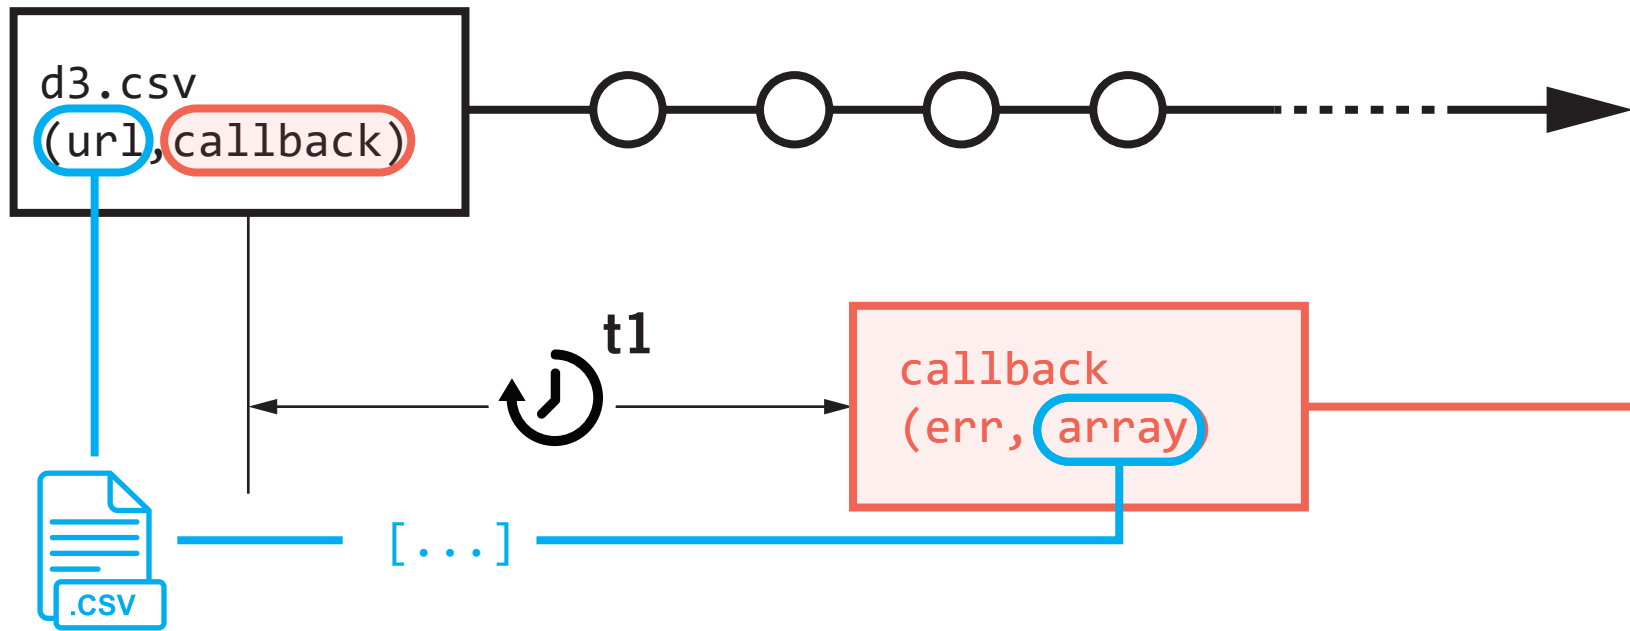 d3.csv
(url,callback)
t1
callback
(err, array)
[...]
.CSV